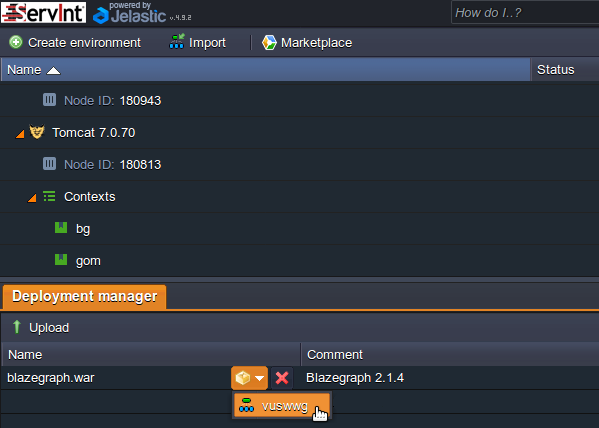 ServInt powered by Jelastic v.4.9.2 How do I..?
Create environment Import Marketplace
Name Status
Node ID: 180943
Tomcat 7.0.70
Node ID: 180813
Contexts
bg
gom
Deployment manager
Upload
Name Comment
blazegraph.war Blazegraph 2.1.4
vuswwg